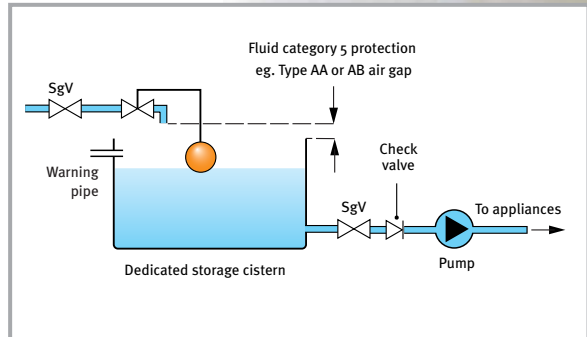 Fluid category 5 protection
eg. Type AA or AB air gap
SgV
Warning
pipe
Check
valve
SgV
To appliances
Pump
Dedicated storage cistern